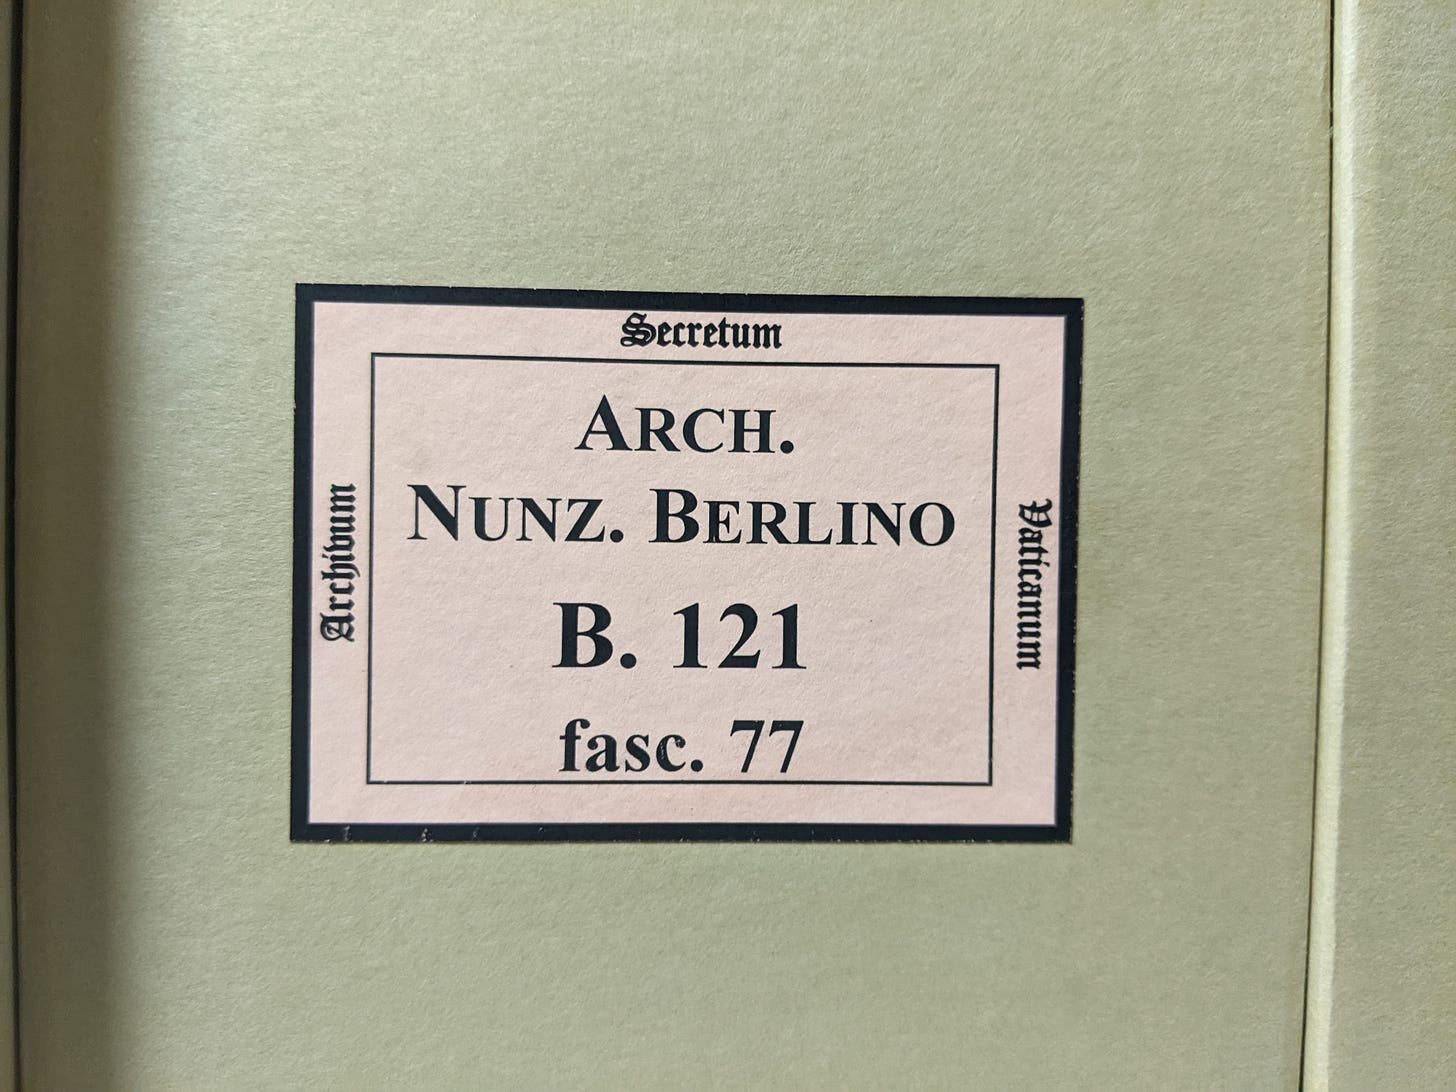 Secretum
Archivum
Vaticanum
ARCH.
NUNZ. BERLINO
B. 121
fasc. 77